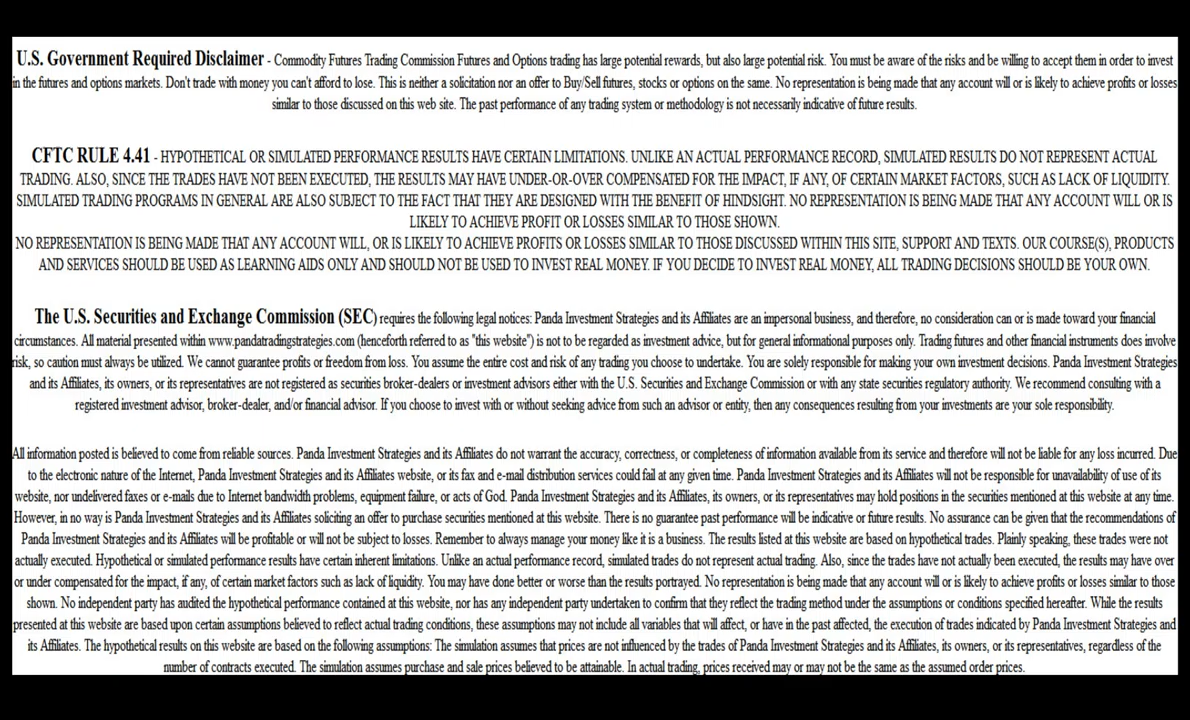 U.S. Government Required Disclaimer - Commodity Futures Trading Commission Futures and Options trading has large potential rewards, but also large potential risk. You must be aware of the risks and be willing to accept them in order to invest
in the futures and options markets. Don't trade with money you can't afford to lose. This is neither a solicitation nor an offer to Buy/Sell futures, stocks or options on the same. No representation is being made that any account will or is likely to achieve profits or losses
similar to those discussed on this web site. The past performance of any trading system or methodology is not necessarily indicative of future results.
CFTC RULE 4.41 - HYPOTHETICAL OR SIMULATED PERFORMANCE RESULTS HAVE CERTAIN LIMITATIONS. UNLIKE AN ACTUAL PERFORMANCE RECORD, SIMULATED RESULTS DO NOT REPRESENT ACTUAL
TRADING. ALSO, SINCE THE TRADES HAVE NOT BEEN EXECUTED, THE RESULTS MAY HAVE UNDER-OR-OVER COMPENSATED FOR THE IMPACT, IF ANY, OF CERTAIN MARKET FACTORS, SUCH AS LACK OF LIQUIDITY.
SIMULATED TRADING PROGRAMS IN GENERAL ARE ALSO SUBJECT TO THE FACT THAT THEY ARE DESIGNED WITH THE BENEFIT OF HINDSIGHT. NO REPRESENTATION IS BEING MADE THAT ANY ACCOUNT WILL OR IS
LIKELY TO ACHIEVE PROFIT OR LOSSES SIMILAR TO THOSE SHOWN.
NO REPRESENTATION IS BEING MADE THAT ANY ACCOUNT WILL, OR IS LIKELY TO ACHIEVE PROFITS OR LOSSES SIMILAR TO THOSE DISCUSSED WITHIN THIS SITE, SUPPORT AND TEXTS. OUR COURSE(S), PRODUCTS
AND SERVICES SHOULD BE USED AS LEARNING AIDS ONLY AND SHOULD NOT BE USED TO INVEST REAL MONEY. IF YOU DECIDE TO INVEST REAL MONEY, ALL TRADING DECISIONS SHOULD BE YOUR OWN.
The U.S. Securities and Exchange Commission (SEC) requires the following legal notices: Panda Investment Strategies and its Affiliates are an impersonal business, and therefore, no consideration can or is made toward your financial
circumstances. All material presented within www.pandatradingstrategies.com (henceforth referred to as "this website") is not to be regarded as investment advice, but for general informational purposes only. Trading futures and other financial instruments does involve
risk, so caution must always be utilized. We cannot guarantee profits or freedom from loss. You assume the entire cost and risk of any trading you choose to undertake. You are solely responsible for making your own investment decisions. Panda Investment Strategies
and its Affiliates, its owners, or its representatives are not registered as securities broker-dealers or investment advisors either with the U.S. Securities and Exchange Commission or with any state securities regulatory authority. We recommend consulting with a
registered investment advisor, broker-dealer, and/or financial advisor. If you choose to invest with or without seeking advice from such an advisor or entity, then any consequences resulting from your investments are your sole responsibility.
All information posted is believed to come from reliable sources. Panda Investment Strategies and its Affiliates do not warrant the accuracy, correctness, or completeness of information available from its service and therefore will not be liable for any loss incurred. Due
to the electronic nature of the Internet, Panda Investment Strategies and its Affiliates website, or its fax and e-mail distribution services could fail at any given time. Panda Investment Strategies and its Affiliates will not be responsible for unavailability of use of its
website, nor undelivered faxes or e-mails due to Internet bandwidth problems, equipment failure, or acts of God. Panda Investment Strategies and its Affiliates, its owners, or its representatives may hold positions in the securities mentioned at this website at any time.
However, in no way is Panda Investment Strategies and its Affiliates soliciting an offer to purchase securities mentioned at this website. There is no guarantee past performance will be indicative or future results. No assurance can be given that the recommendations of
Panda Investment Strategies and its Affiliates will be profitable or will not be subject to losses. Remember to always manage your money like it is a business. The results listed at this website are based on hypothetical trades. Plainly speaking, these trades were not
actually executed. Hypothetical or simulated performance results have certain inherent limitations. Unlike an actual performance record, simulated trades do not represent actual trading. Also, since the trades have not actually been executed, the results may have over
or under compensated for the impact, if any, of certain market factors such as lack of liquidity. You may have done better or worse than the results portrayed. No representation is being made that any account will or is likely to achieve profits or losses similar to those
shown. No independent party has audited the hypothetical performance contained at this website, nor has any independent party undertaken to confirm that they reflect the trading method under the assumptions or conditions specified hereafter. While the results
presented at this website are based upon certain assumptions believed to reflect actual trading conditions, these assumptions may not include all variables that will affect, or have in the past affected, the execution of trades indicated by Panda Investment Strategies and
its Affiliates. The hypothetical results on this website are based on the following assumptions: The simulation assumes that prices are not influenced by the trades of Panda Investment Strategies and its Affiliates, its owners, or its representatives, regardless of the
number of contracts executed. The simulation assumes purchase and sale prices believed to be attainable. In actual trading, prices received may or may not be the same as the assumed order prices.